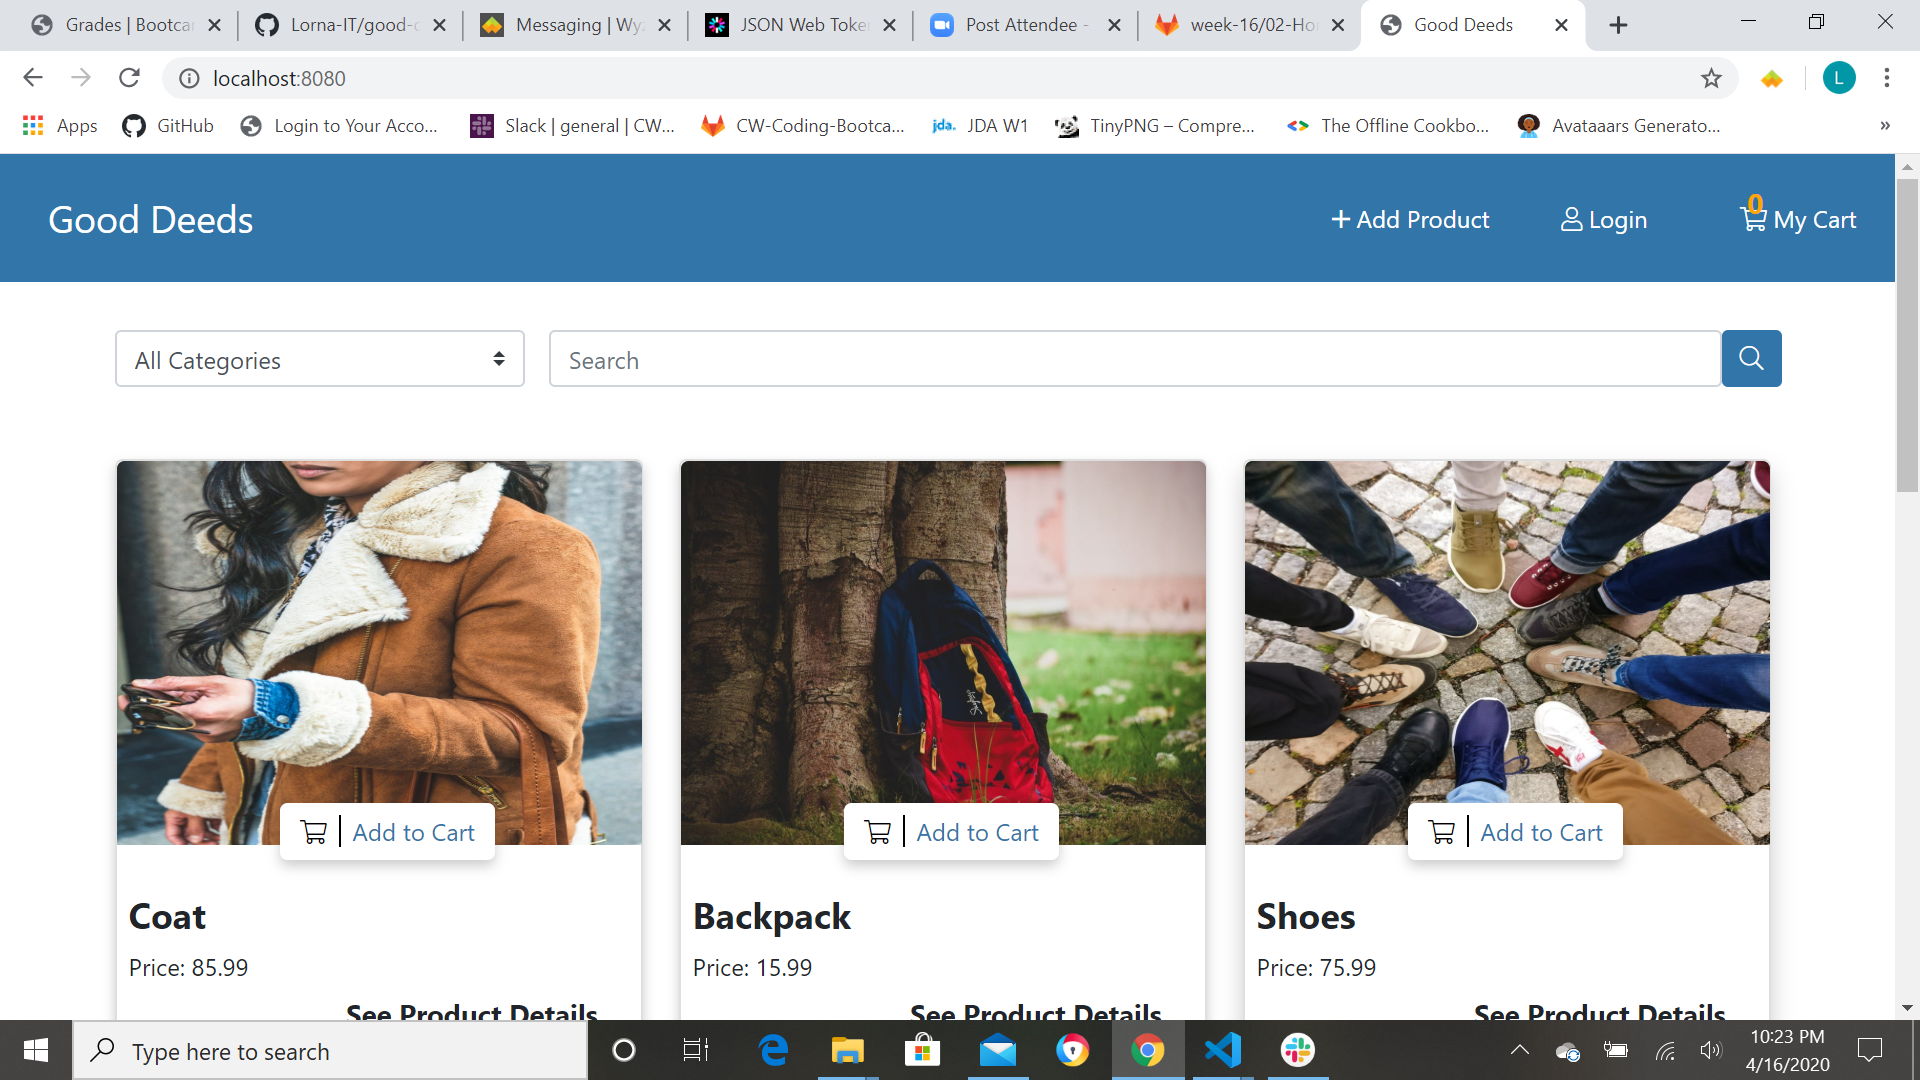 Grades | Bootcar
Lorna-IT/good-d
Messaging | Wyz
JSON Web Toke
Post Attendee -
week-16/02-Hor
Good Deeds
localhost:8080
L
Apps
GitHub
Login to Your Acco...
Slack | general | CW...
CW-Coding-Bootca...
jda.
JDA W1
TinyPNG – Compre...
The Offline Cookbo...
Avataaars Generato...
»
Good Deeds
Add Product
Login
0
My Cart
All Categories
Search
Add to Cart
Add to Cart
Add to Cart
Coat
Backpack
Shoes
Price: 85.99
Price: 15.99
Price: 75.99
See Product Details
See Product Details
See Product Details
Type here to search
10:23 PM
4/16/2020